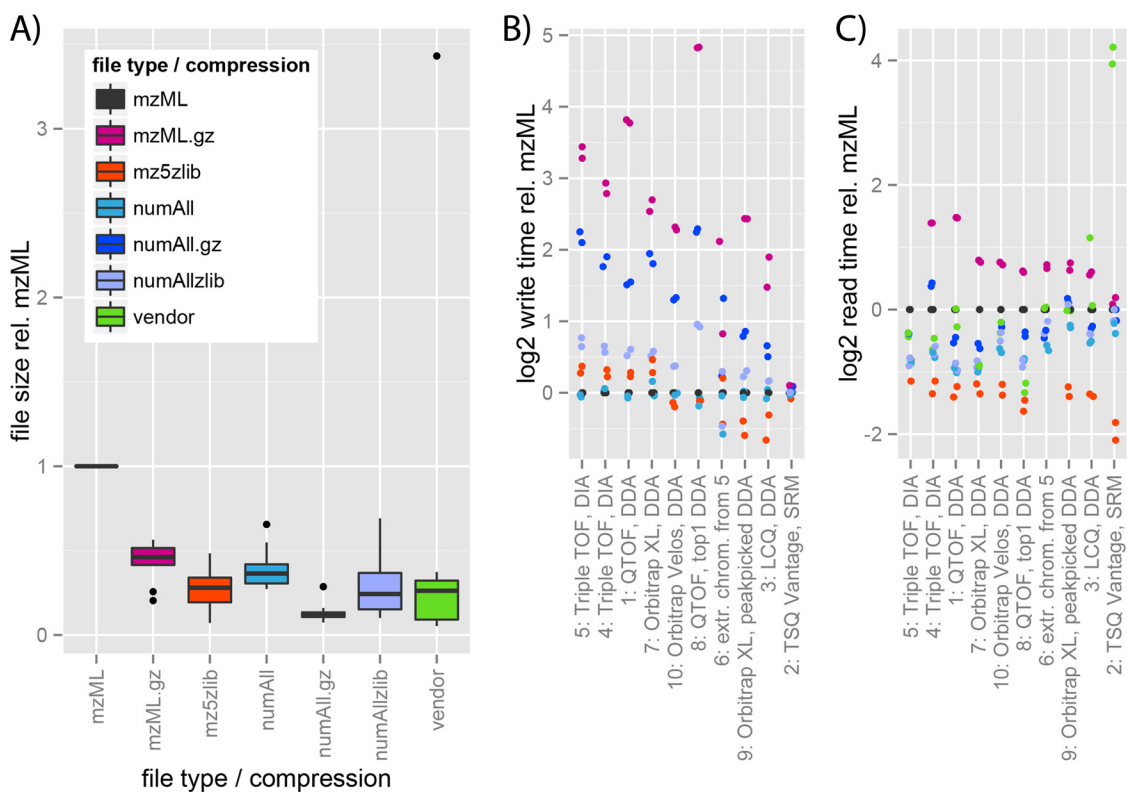 A)
file type / compression
mzML
mzML.gz
mz5zlib
numAll
numAll.gz
numAllzlib
vendor
3
2
1
0
file size rel. mzML
mzML
mzML.gz
mz5zlib
numAll
numAll.gz
numAllzlib
vendor
file type / compression
B)
5
4
3
2
1
0
log2 write time rel. mzML
5: Triple TOF, DIA
4: Triple TOF, DIA
1: QTOF, DDA
7: Orbitrap XL, DDA
10: Orbitrap Velos, DDA
8: QTOF, top1 DDA
6: extr. chrom. from 5
9: Orbitrap XL, peakpicked DDA
3: LCQ, DDA
2: TSQ Vantage, SRM
C)
4
2
0
-2
log2 read time rel. mzML
5: Triple TOF, DIA
4: Triple TOF, DIA
1: QTOF, DDA
7: Orbitrap XL, DDA
10: Orbitrap Velos, DDA
8: QTOF, top1 DDA
6: extr. chrom. from 5
9: Orbitrap XL, peakpicked DDA
3: LCQ, DDA
2: TSQ Vantage, SRM